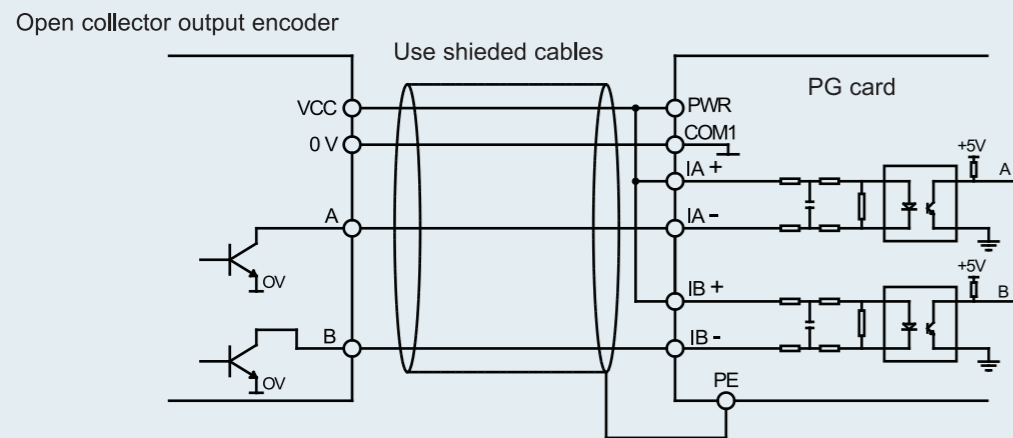 Open collector output encoder
Use shieded cables
PG card
VCC
PWR
0 V
COM1
+5V
IA +
A
A
IA -
OV
+5V
IB +
B
B
IB -
OV
PE